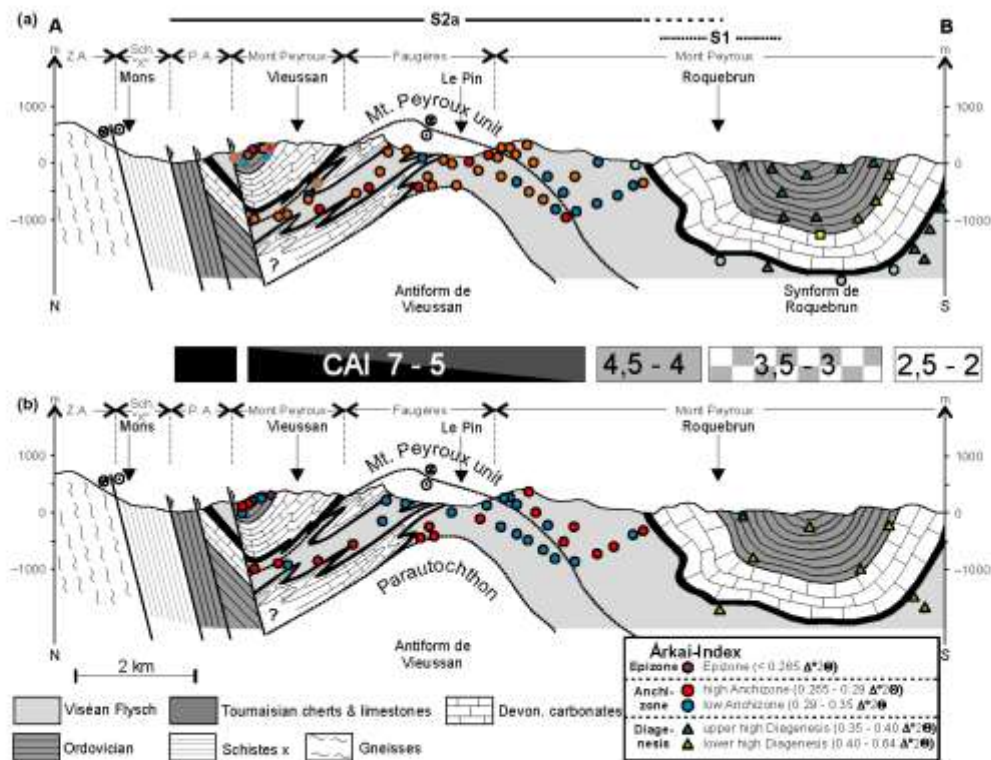 (a)
S2a
A
B
S1
m
m
Z.A.
Sch. "X"
P. A.
Mont Peyroux
Faugères
Mont Peyroux
Mons
Vieussan
Le Pin
Roquebrun
Mt. Peyroux unit
1000
1000
0
0
−1000
−1000
?
Antiform de
Vieussan
Synform de
Roquebrun
N
S
CAI 7 - 5
4,5 - 4
3,5 - 3
2,5 - 2
(b)
m
m
Z.A.
Sch. "X"
P. A.
Mont Peyroux
Faugères
Mont Peyroux
Mons
Vieussan
Le Pin
Roquebrun
Mt. Peyroux unit
1000
1000
0
0
−1000
−1000
Parautochthon
?
Antiform de
Vieussan
N
S
2 km
Árkai-Index
Epizone Epizone (< 0.265 Δ°2Θ)
Anchi- high Anchizone (0.265 - 0.29 Δ°2Θ)
zone low Anchizone (0.29 - 0.35 Δ°2Θ
Diage- upper high Diagenesis (0.35 - 0.40 Δ°2Θ)
nesis lower high Diagenesis (0.40 - 0.64 Δ°2Θ)
Viséan Flysch
Tournaisian cherts & limestones
Devon. carbonates
Ordovician
Schistes x
Gneisses